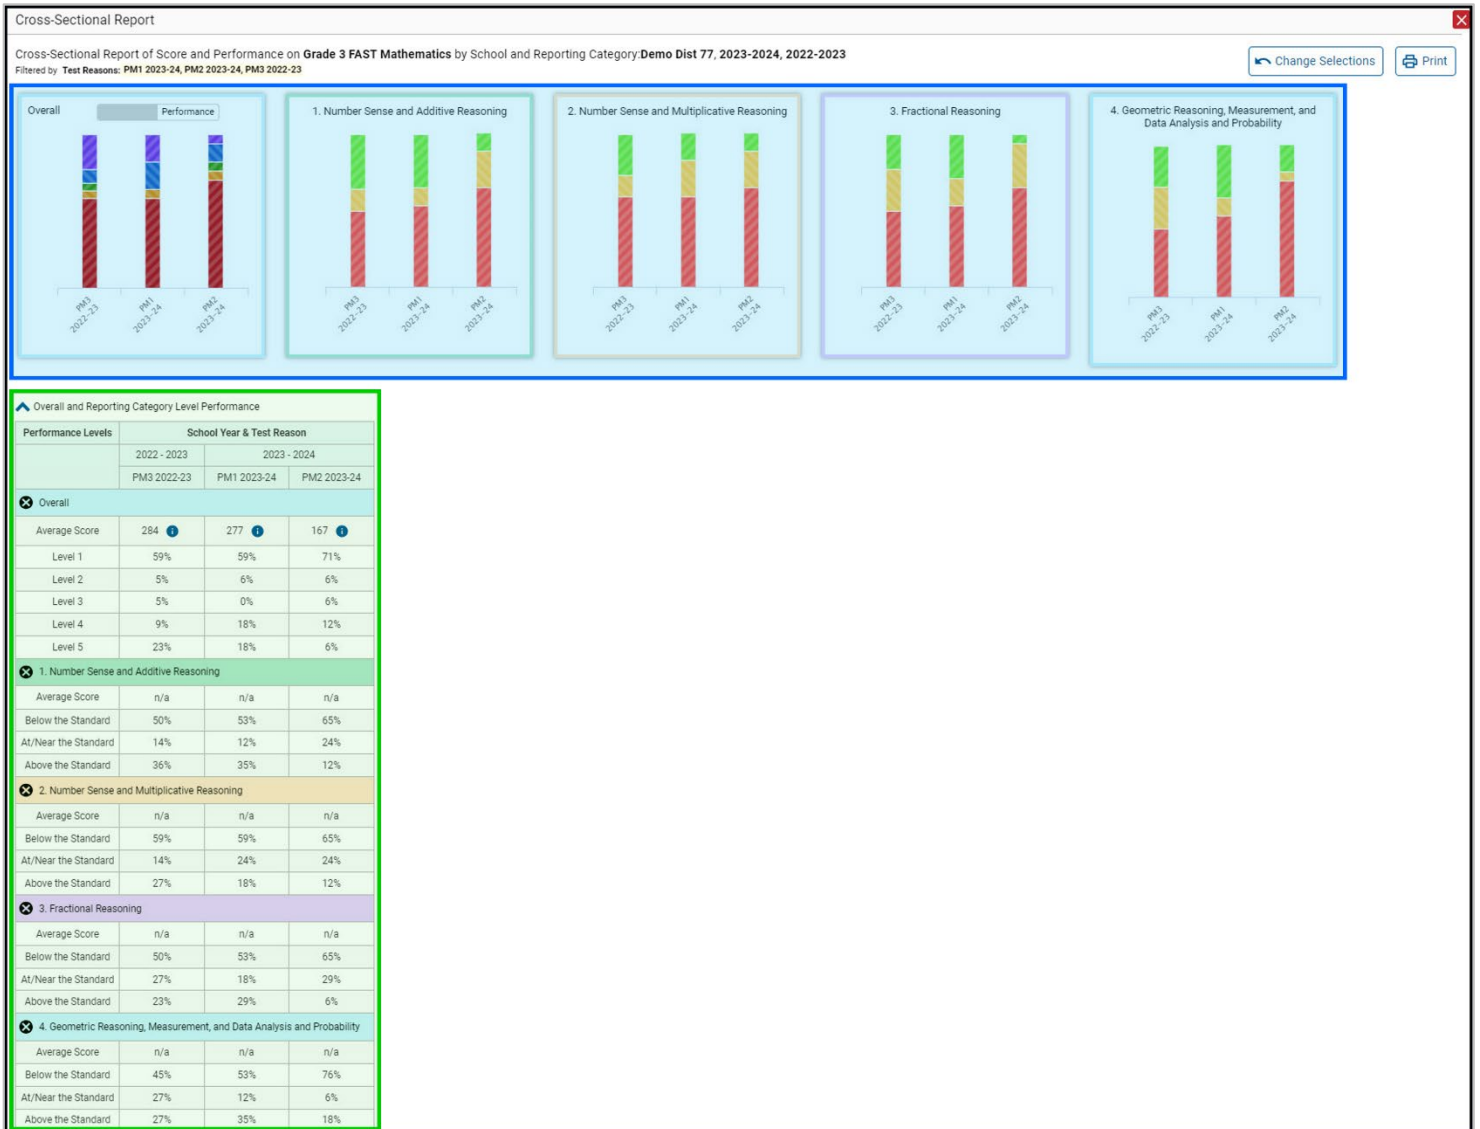 Cross-Sectional Report
Cross-Sectional Report of Score and Performance on Grade 3 FAST Mathematics by School and Reporting Category:Demo Dist 77, 2023-2024, 2022-2023
Filtered by Test Reasons: PM1 2023-24, PM2 2023-24, PM3 2022-23
Change Selections
Print
Overall
Performance
PM3 2022-23
PM1 2023-24
PM2 2023-24
1. Number Sense and Additive Reasoning
PM3 2022-23
PM1 2023-24
PM2 2023-24
2. Number Sense and Multiplicative Reasoning
PM3 2022-23
PM1 2023-24
PM2 2023-24
3. Fractional Reasoning
PM3 2022-23
PM1 2023-24
PM2 2023-24
4. Geometric Reasoning, Measurement, and
Data Analysis and Probability
PM3 2022-23
PM1 2023-24
PM2 2023-24
Overall and Reporting Category Level Performance
Performance Levels School Year & Test Reason
2022 - 2023 2023 - 2024
PM3 2022-23 PM1 2023-24 PM2 2023-24
Overall
Average Score 284 277 167
Level 1 59% 59% 71%
Level 2 5% 6% 6%
Level 3 5% 0% 6%
Level 4 9% 18% 12%
Level 5 23% 18% 6%
1. Number Sense and Additive Reasoning
Average Score n/a n/a n/a
Below the Standard 50% 53% 65%
At/Near the Standard 14% 12% 24%
Above the Standard 36% 35% 12%
2. Number Sense and Multiplicative Reasoning
Average Score n/a n/a n/a
Below the Standard 59% 59% 65%
At/Near the Standard 14% 24% 24%
Above the Standard 27% 18% 12%
3. Fractional Reasoning
Average Score n/a n/a n/a
Below the Standard 50% 53% 65%
At/Near the Standard 27% 18% 29%
Above the Standard 23% 29% 6%
4. Geometric Reasoning, Measurement, and Data Analysis and Probability
Average Score n/a n/a n/a
Below the Standard 45% 53% 76%
At/Near the Standard 27% 12% 6%
Above the Standard 27% 35% 18%